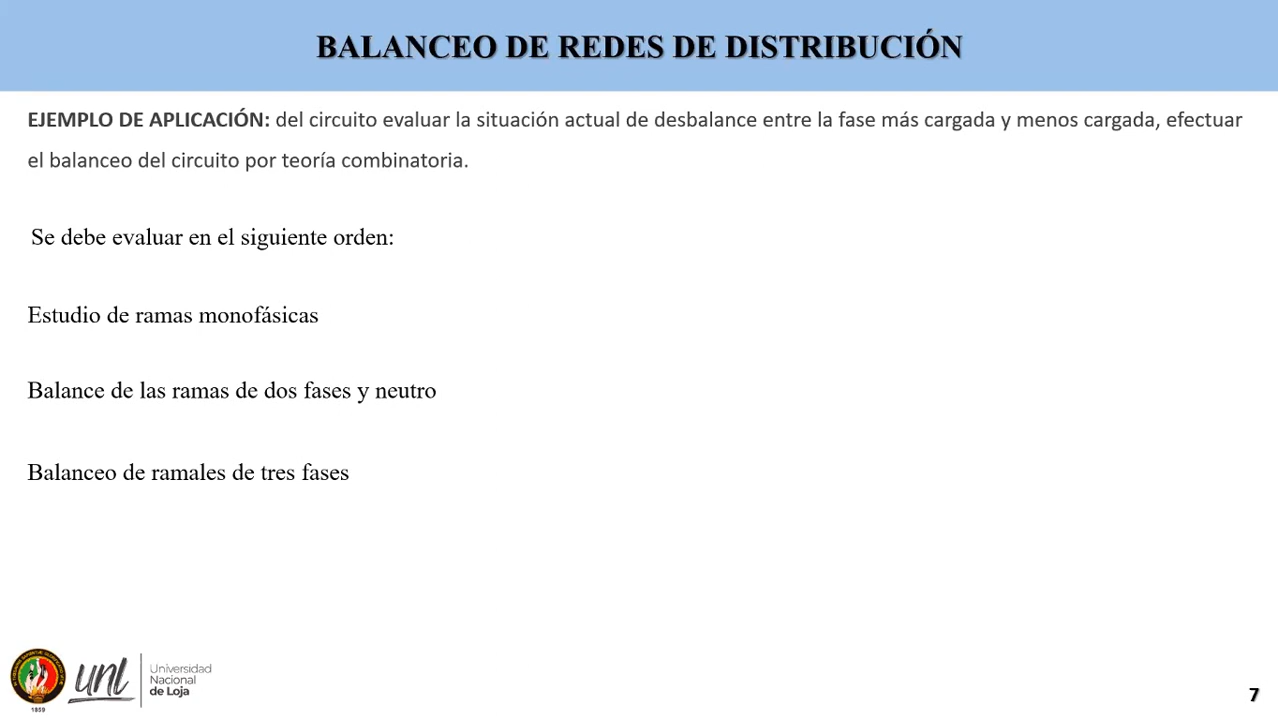 BALANCEO DE REDES DE DISTRIBUCIÓN
EJEMPLO DE APLICACIÓN: del circuito evaluar la situación actual de desbalance entre la fase más cargada y menos cargada, efectuar
el balanceo del circuito por teoría combinatoria.
Se debe evaluar en el siguiente orden:
Estudio de ramas monofásicas
Balance de las ramas de dos fases y neutro
Balanceo de ramales de tres fases
unl
Universidad
Nacional
de Loja
1859
7